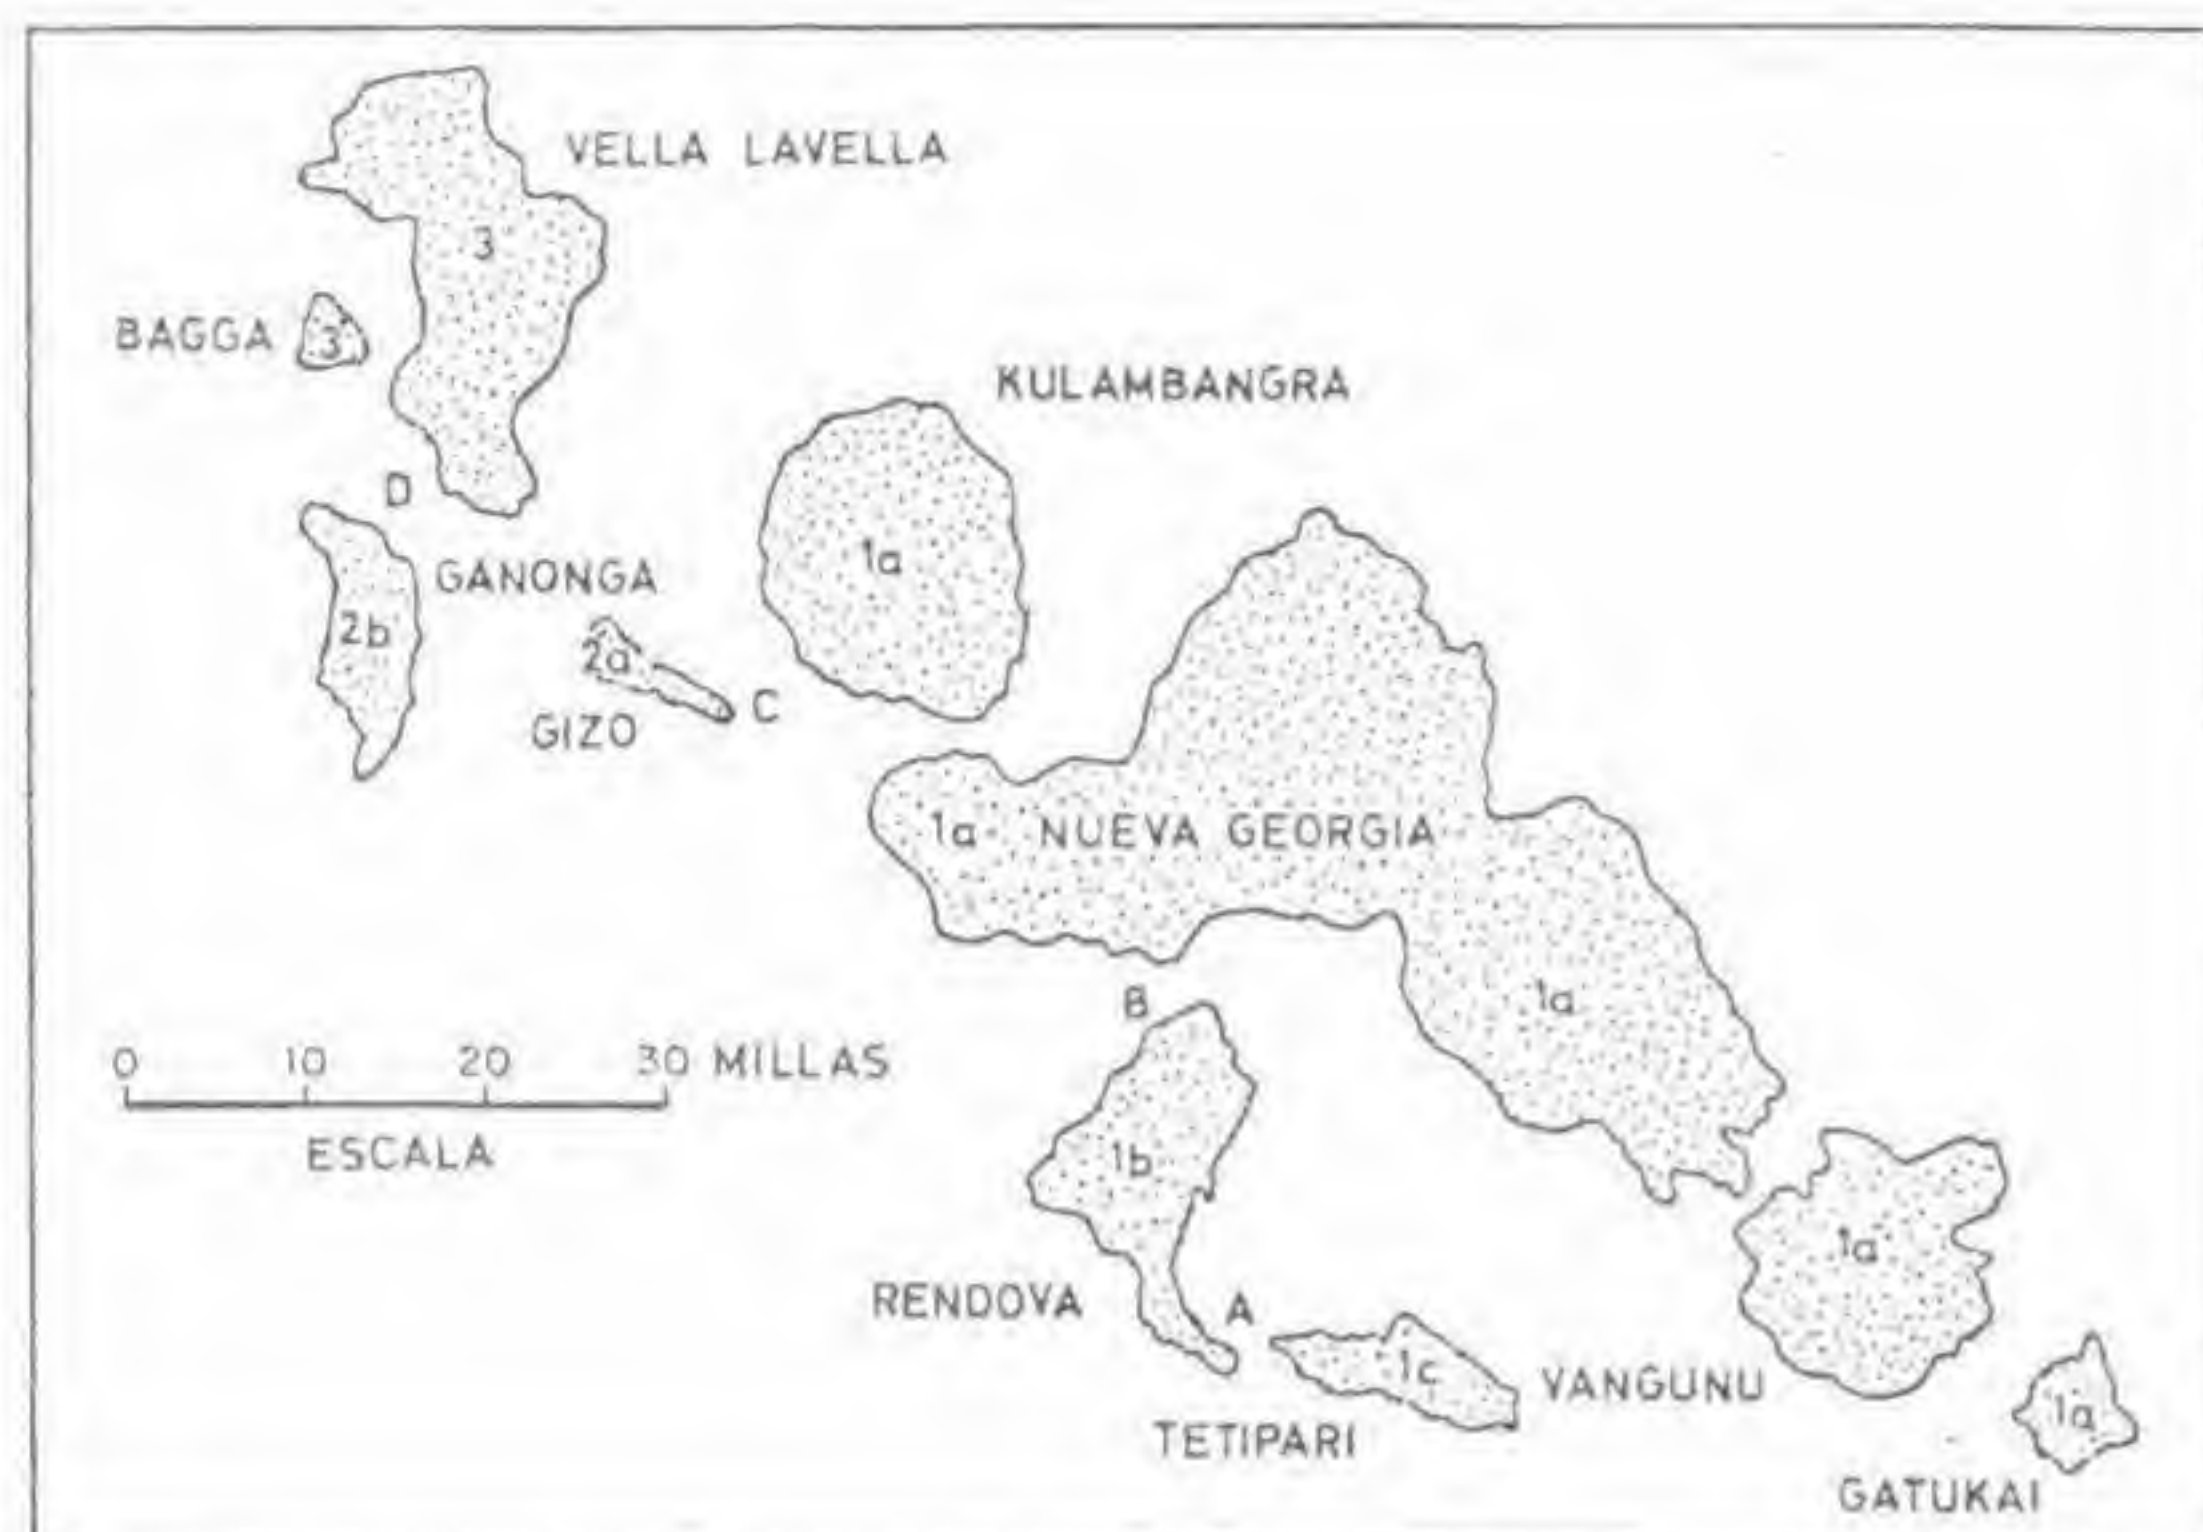 VELLA LAVELLA
3
BAGGA
3
KULAMBANGRA
D
1a
GANONGA
2b
2a
C
GIZO
1a NUEVA GEORGIA
1a
B
0 10 20 30 MILLAS
ESCALA
1b
1a
RENDOVA
A
1c
VANGUNU
TETIPARI
1a
GATUKAI